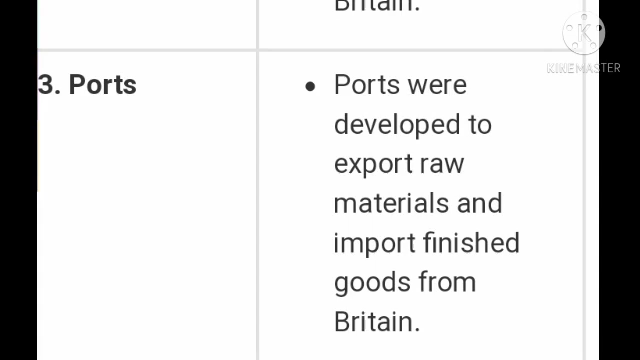 Britain.
K
KINEMASTER
3. Ports
• Ports were
developed to
export raw
materials and
import finished
goods from
Britain.